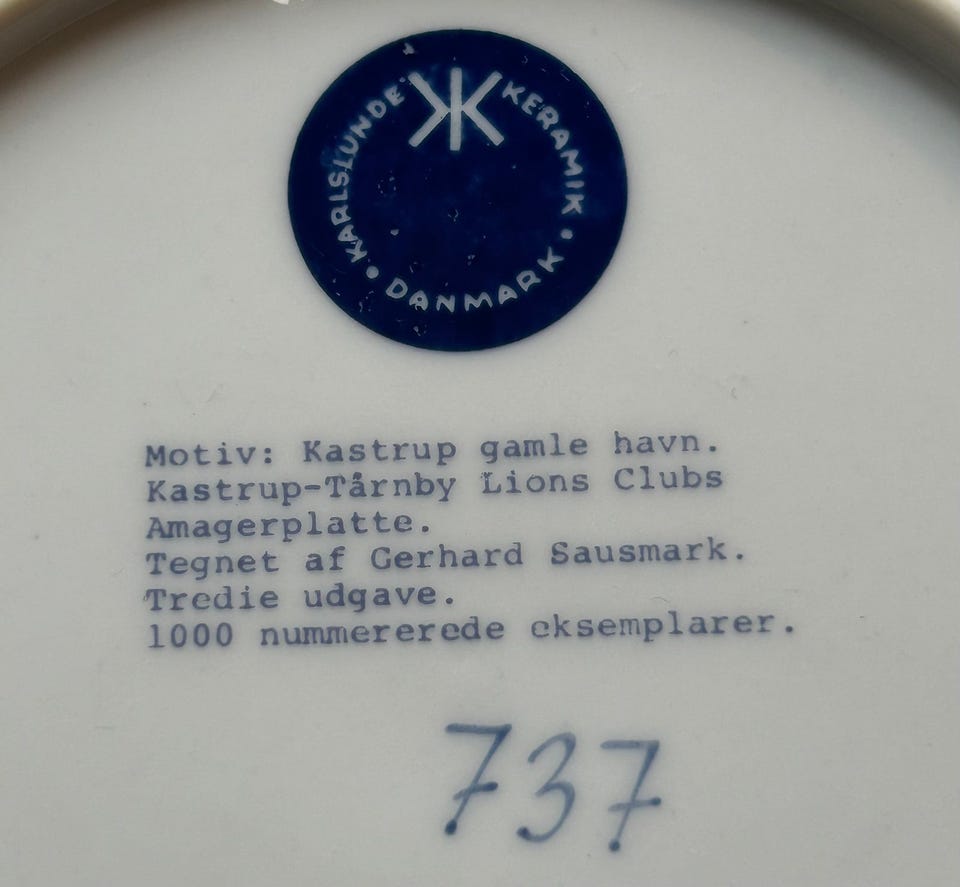 KARLSLUNDE KERAMIK
• DANMARK •
Motiv: Kastrup gamle havn.
Kastrup-Tårnby Lions Clubs
Amagerplatte.
Tegnet af Gerhard Sausmark.
Tredie udgave.
1000 nummererede eksemplarer.
737